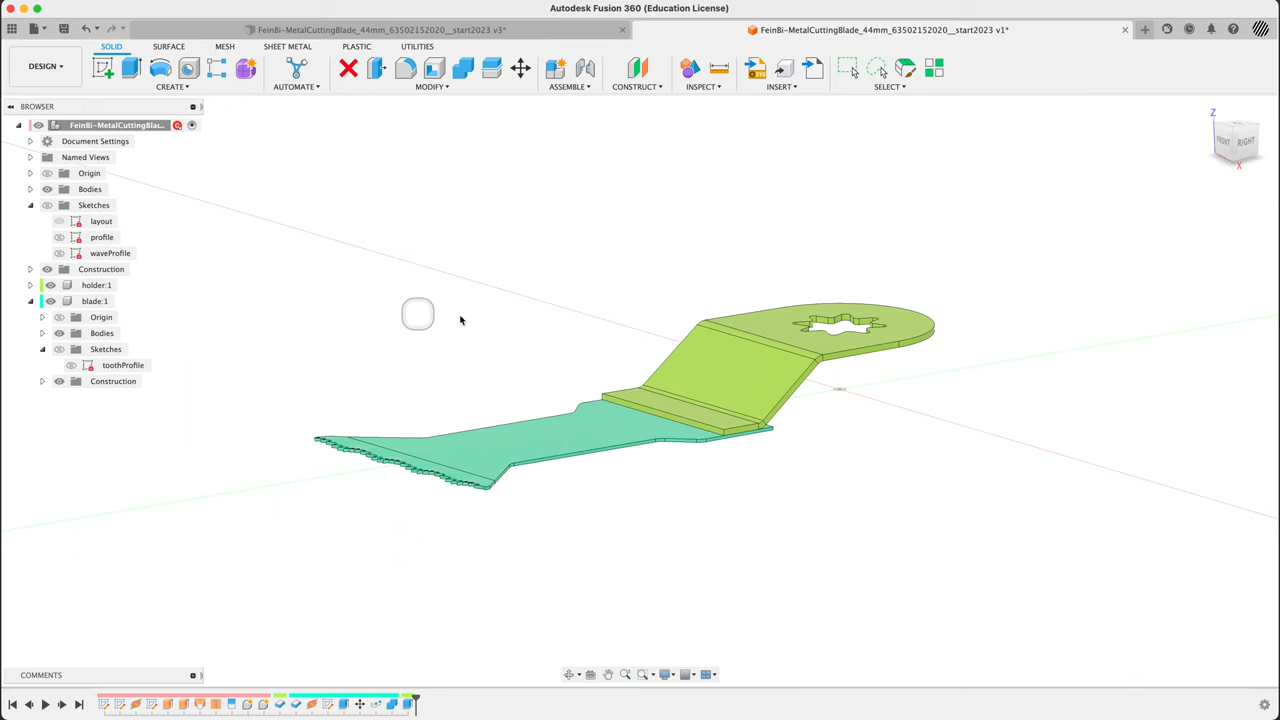 Autodesk Fusion 360 (Education License)
FeinBi-MetalCuttingBlade_44mm_63502152020__start2023 v3*
FeinBi-MetalCuttingBlade_44mm_63502152020__start2023 v1*
SOLID SURFACE MESH SHEET METAL PLASTIC UTILITIES
DESIGN
CREATE AUTOMATE MODIFY ASSEMBLE CONSTRUCT INSPECT INSERT SELECT
BROWSER
FeinBi-MetalCuttingBla...
Document Settings
Named Views
Origin
Bodies
Sketches
layout
profile
waveProfile
Construction
holder:1
blade:1
Origin
Bodies
Sketches
toothProfile
Construction
Z
FRONT RIGHT
X
COMMENTS